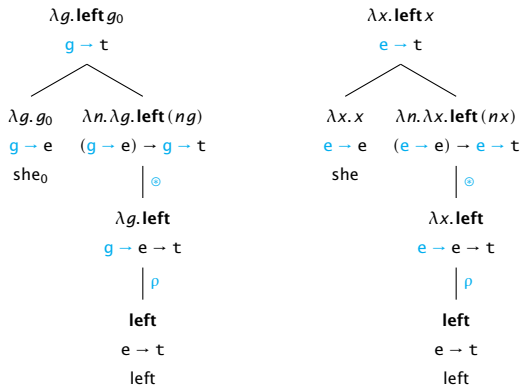 λg.left g₀
g → t
λg.g₀ λn.λg.left (ng)
g → e (g → e) → g → t
she₀
⊛
λg.left
g → e → t
ρ
left
e → t
left
λx.left x
e → t
λx.x λn.λx.left (nx)
e → e (e → e) → e → t
she
⊛
λx.left
e → e → t
ρ
left
e → t
left